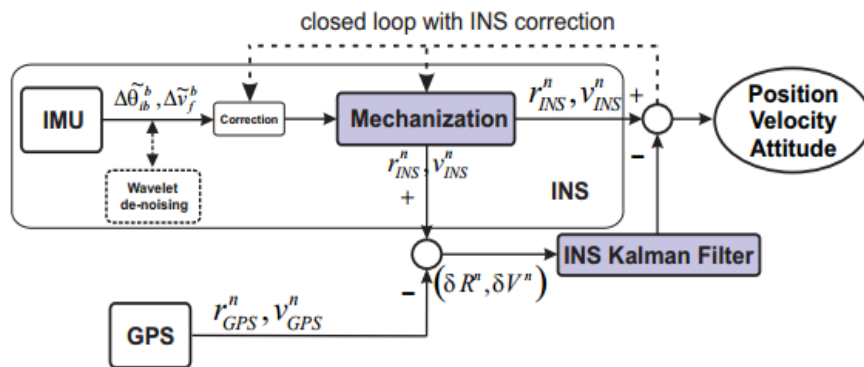 closed loop with INS correction
IMU
Δθ̃ᵇᵢᵦ, Δṽᵇ_f
Correction
Mechanization
rⁿ_INS, vⁿ_INS +
Position
Velocity
Attitude
Wavelet
de-noising
rⁿ_INS, vⁿ_INS
+
INS
−
INS Kalman Filter
(δRⁿ, δVⁿ)
−
GPS
rⁿ_GPS, vⁿ_GPS